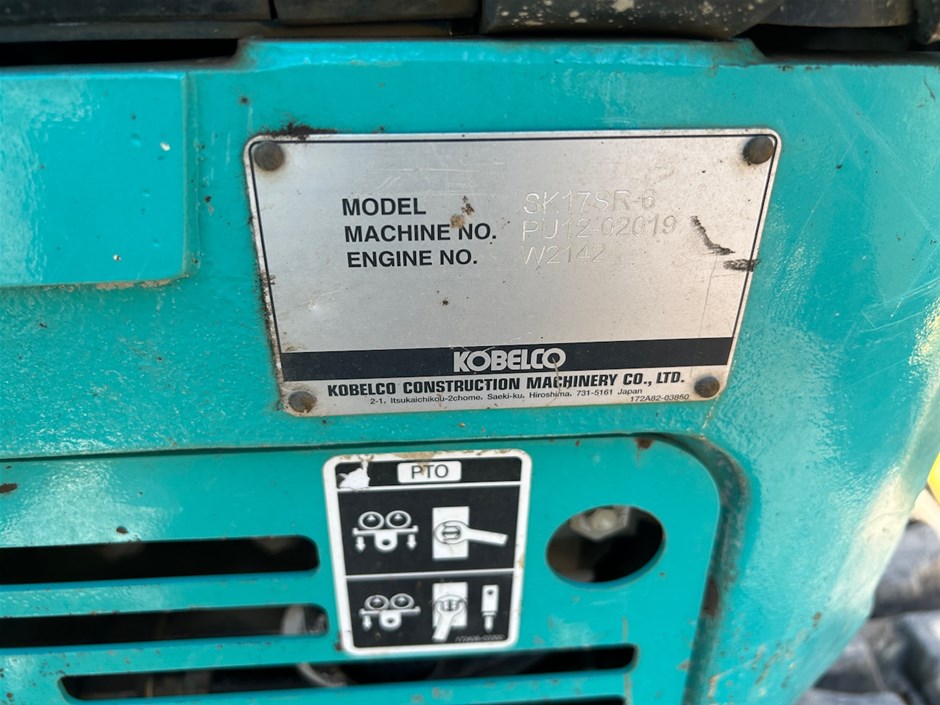 MODEL SK17SR-6
MACHINE NO. PU12-02019
ENGINE NO. W2142
KOBELCO
KOBELCO CONSTRUCTION MACHINERY CO., LTD.
2-1, Itsukaichikou-2chome, Saeki-ku, Hiroshima, 731-5161 Japan
172A82-03860
PTO